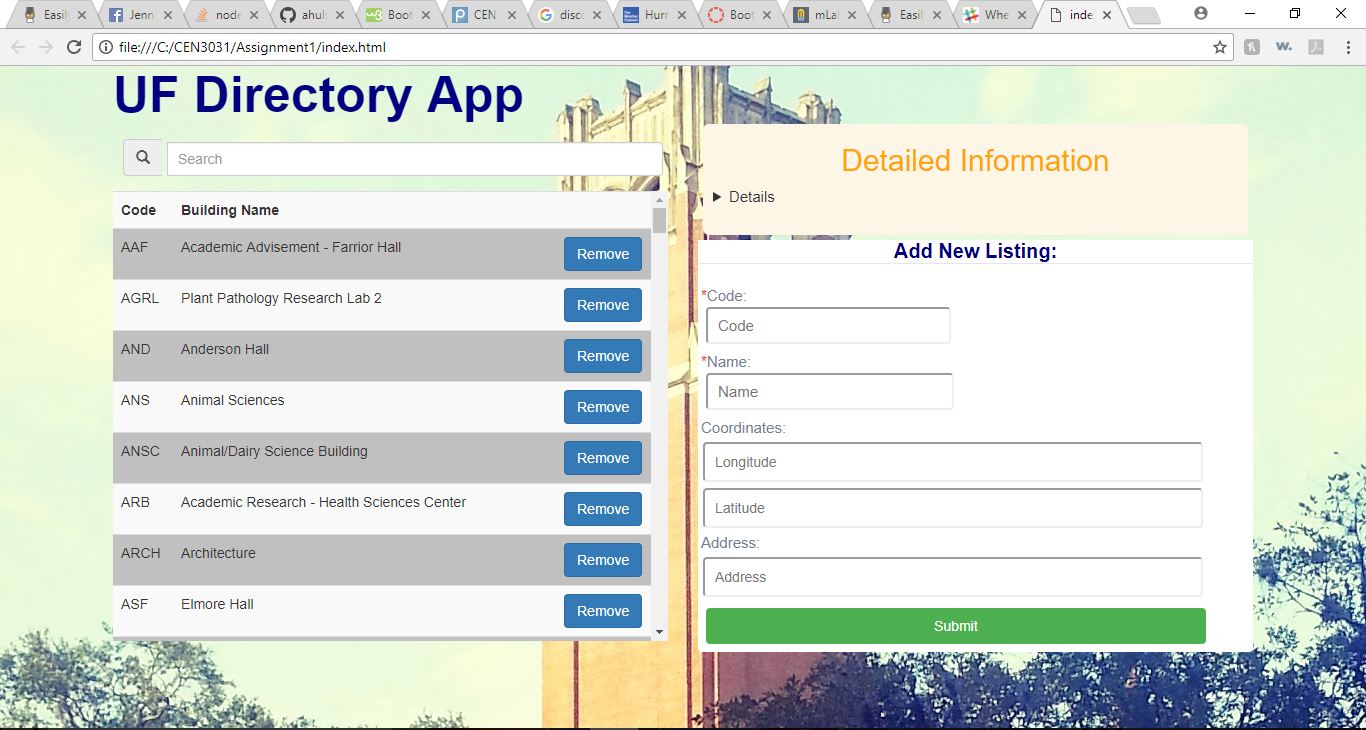 Easil
Jenn
node
ahul
Boot
CEN
disc
Hurr
Boot
mLa
Easil
Whe
inde
file:///C:/CEN3031/Assignment1/index.html
UF Directory App
Search
Code Building Name
AAF Academic Advisement - Farrior Hall Remove
AGRL Plant Pathology Research Lab 2 Remove
AND Anderson Hall Remove
ANS Animal Sciences Remove
ANSC Animal/Dairy Science Building Remove
ARB Academic Research - Health Sciences Center Remove
ARCH Architecture Remove
ASF Elmore Hall Remove
Detailed Information
Details
Add New Listing:
*Code:
Code
*Name:
Name
Coordinates:
Longitude
Latitude
Address:
Address
Submit